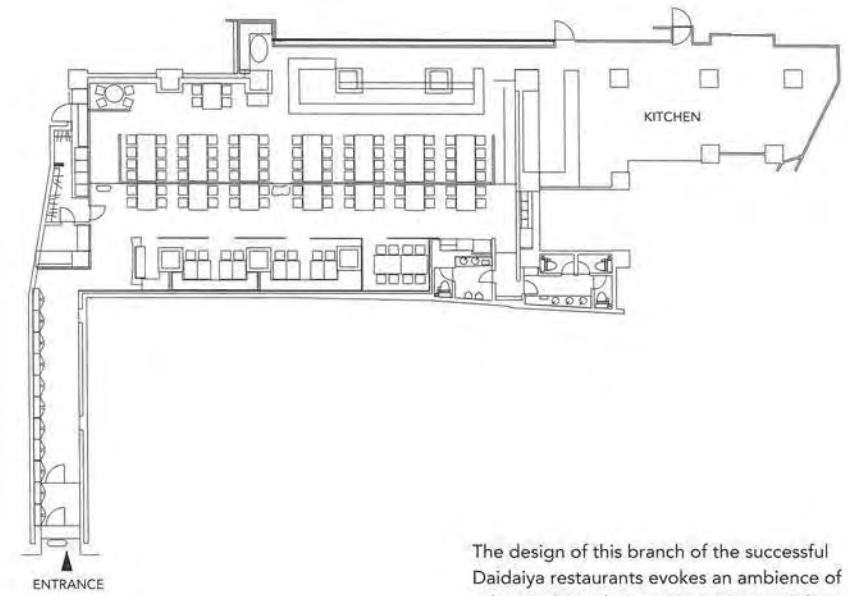 KITCHEN
ENTRANCE
The design of this branch of the successful
Daidaiya restaurants evokes an ambience of